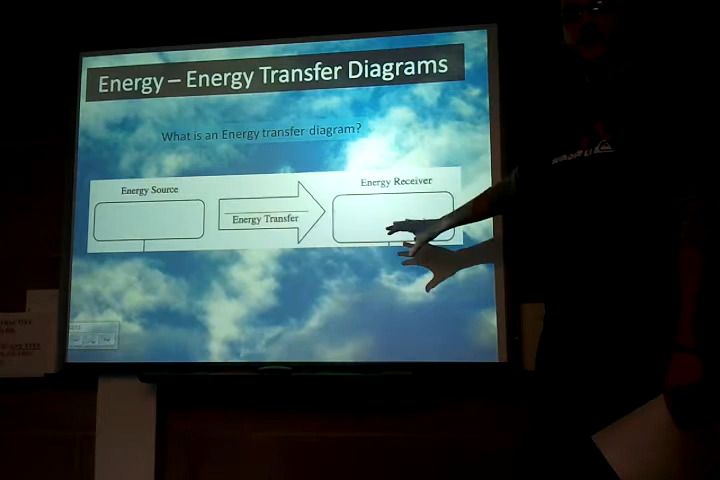 Energy – Energy Transfer Diagrams
What is an Energy transfer diagram?
Energy Source
Energy Receiver
Energy Transfer